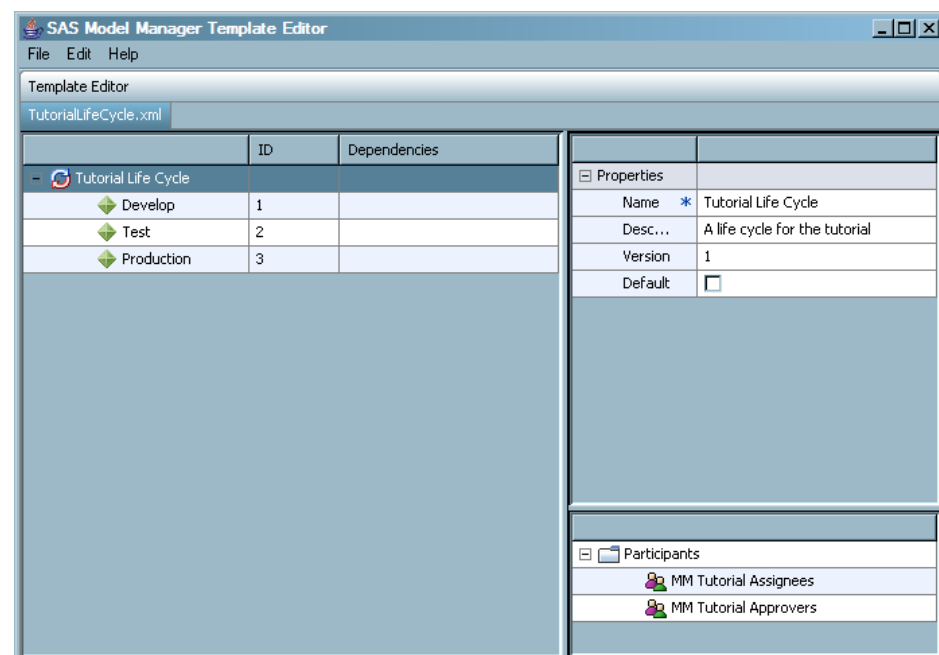 SAS Model Manager Template Editor
File Edit Help
Template Editor
TutorialLifeCycle.xml
ID Dependencies
Tutorial Life Cycle
Develop 1
Test 2
Production 3
Properties
Name * Tutorial Life Cycle
Desc... A life cycle for the tutorial
Version 1
Default
Participants
MM Tutorial Assignees
MM Tutorial Approvers